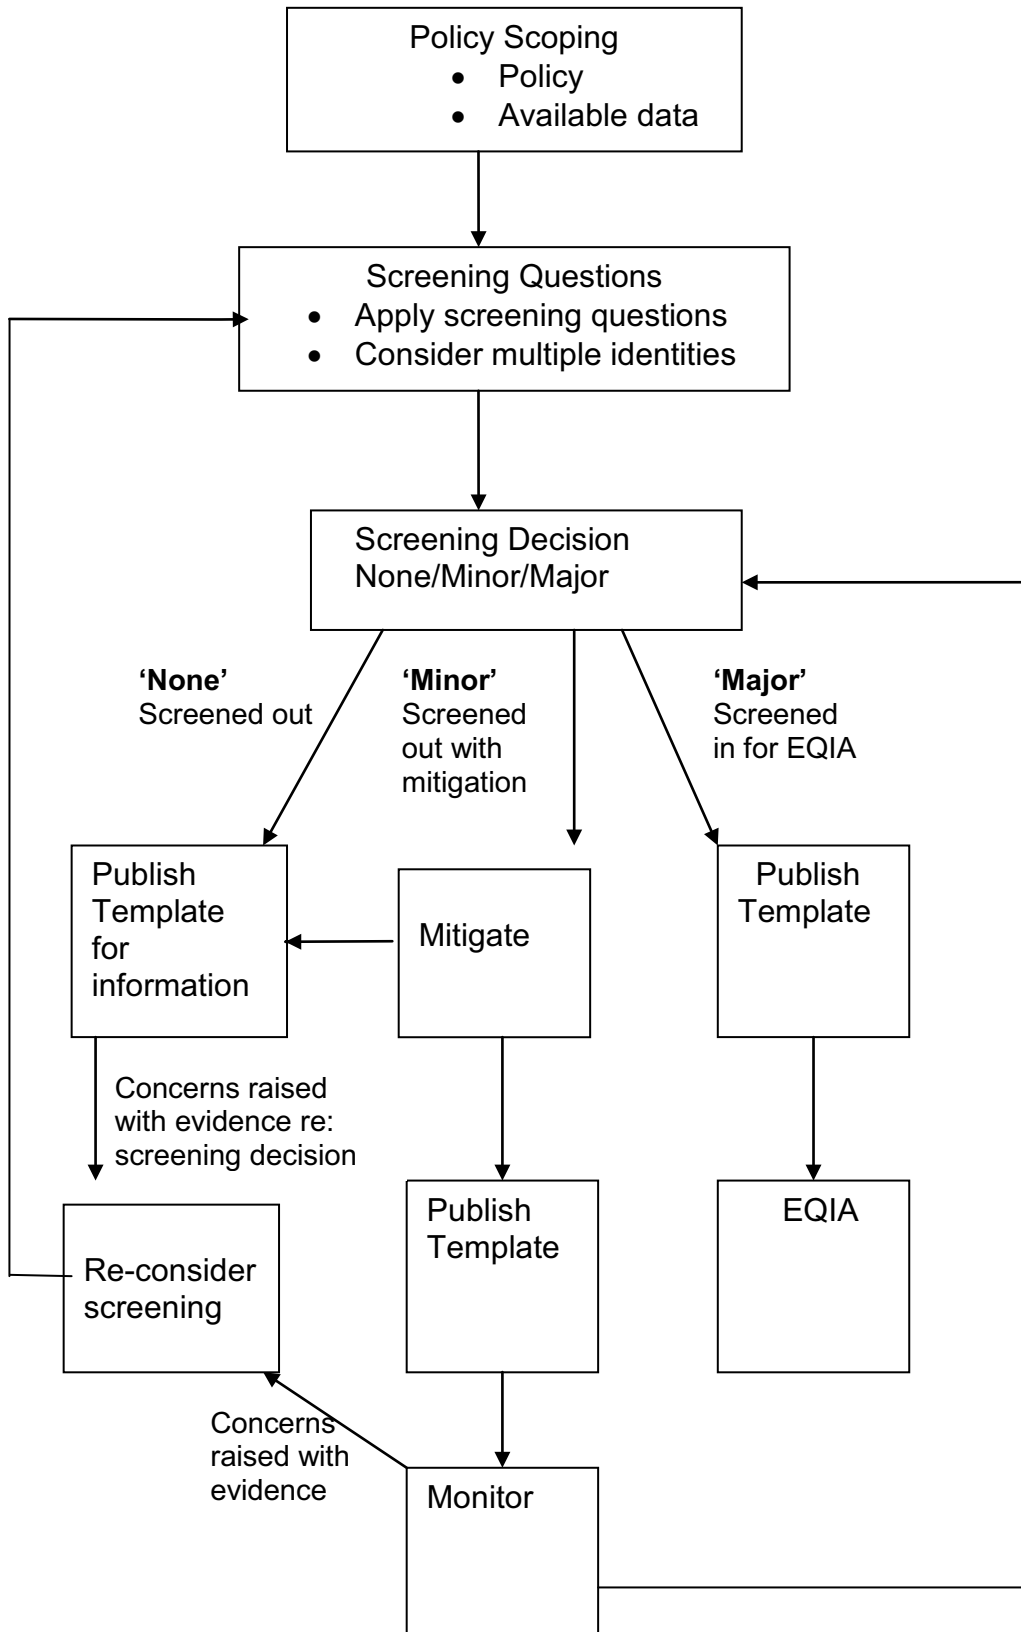 Policy Scoping
• Policy
• Available data
Screening Questions
• Apply screening questions
• Consider multiple identities
Screening Decision
None/Minor/Major
‘None’
Screened out
‘Minor’
Screened
out with
mitigation
‘Major’
Screened
in for EQIA
Publish
Template
for
information
Mitigate
Publish
Template
Concerns raised
with evidence re:
screening decision
Re-consider
screening
Publish
Template
EQIA
Concerns
raised with
evidence
Monitor